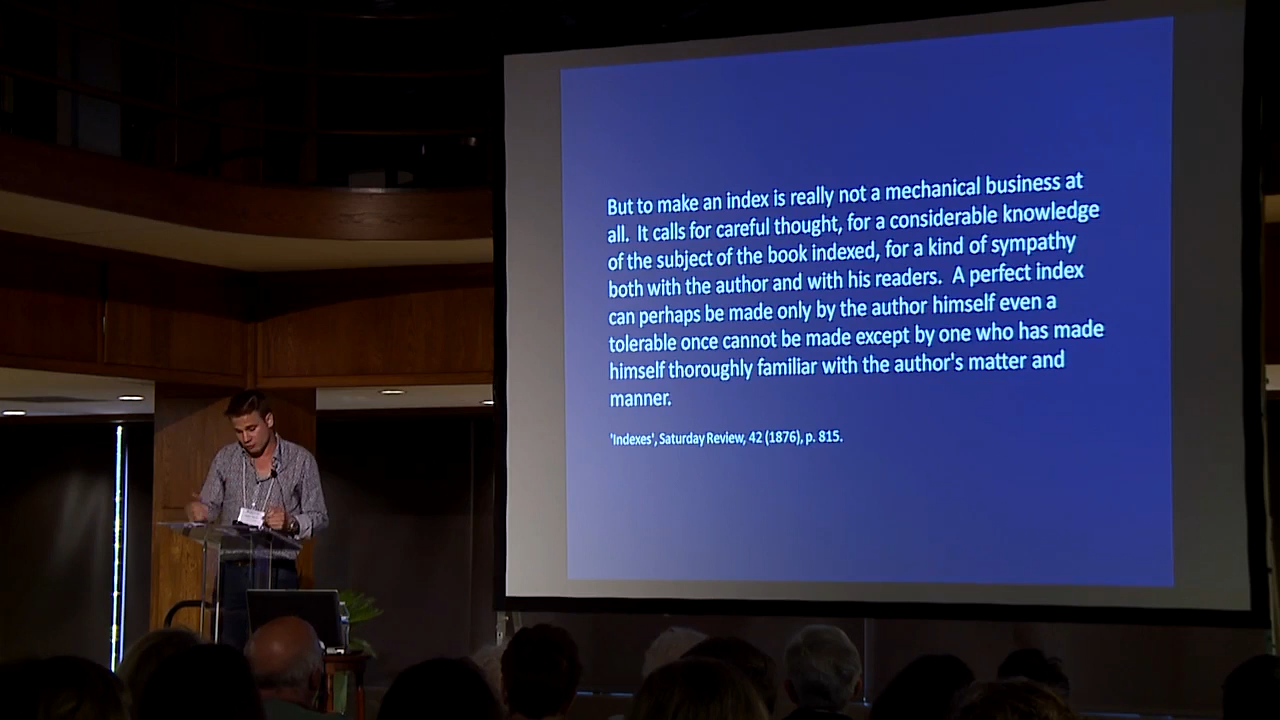 But to make an index is really not a mechanical business at
all.  It calls for careful thought, for a considerable knowledge
of the subject of the book indexed, for a kind of sympathy
both with the author and with his readers.  A perfect index
can perhaps be made only by the author himself even a
tolerable once cannot be made except by one who has made
himself thoroughly familiar with the author's matter and
manner.
'Indexes', Saturday Review, 42 (1876), p. 815.